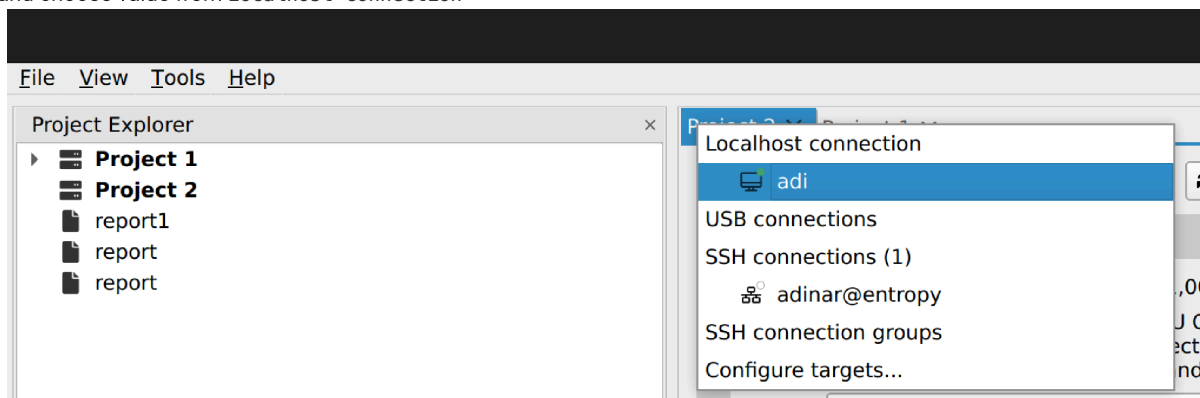 File View Tools Help
Project Explorer
Project 1
Project 2
report1
report
report
Localhost connection
adi
USB connections
SSH connections (1)
adinar@entropy
SSH connection groups
Configure targets...